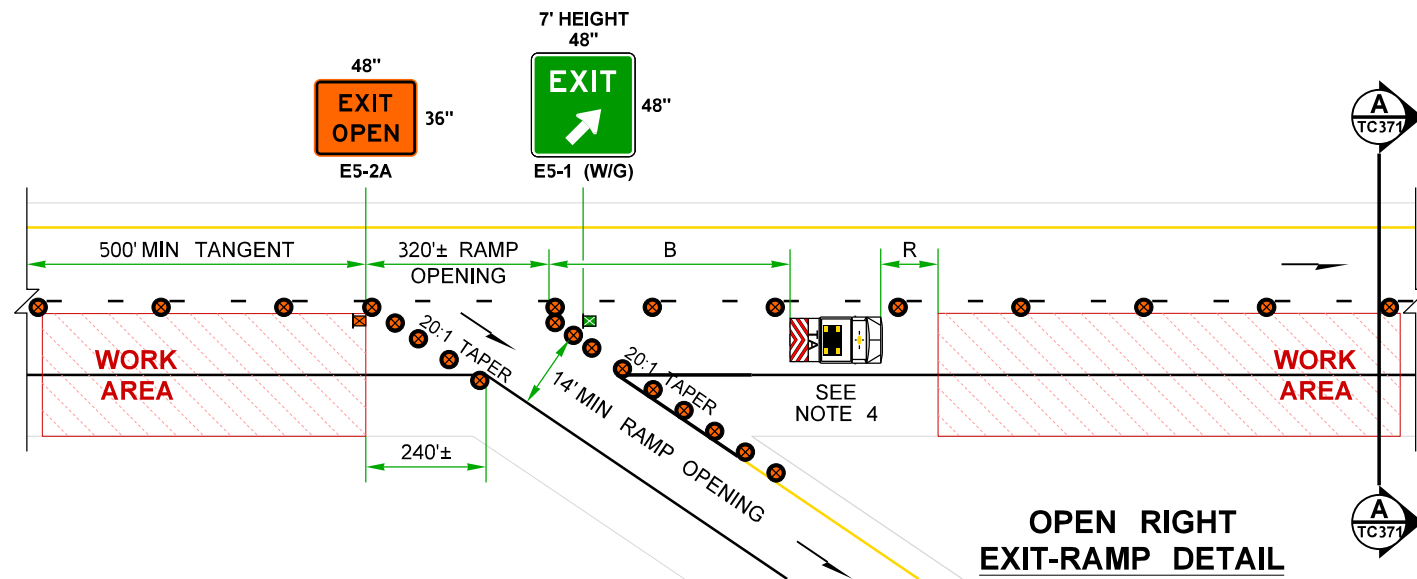 7' HEIGHT
48"
48"
EXIT
OPEN
36"
E5-2A
EXIT
48"
E5-1 (W/G)
A
TC371
500' MIN TANGENT
320'± RAMP
OPENING
B
R
WORK
AREA
20:1 TAPER
14' MIN RAMP OPENING
20:1 TAPER
TA
SEE
NOTE 4
WORK
AREA
240'±
OPEN RIGHT
EXIT-RAMP DETAIL
A
TC371